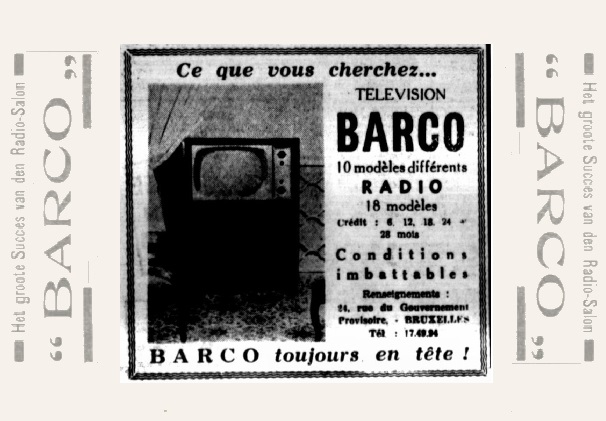 Ce que vous cherchez...
TELEVISION
BARCO
10 modèles différents
RADIO
18 modèles
Crédit : 6, 12, 18, 24
28 mois
Conditions
imbattables
Renseignements :
24, rue du Gouvernement
Provisoire, - BRUXELLES
Tél : 17.49.94
BARCO toujours en tête !
Het groote Succes van den Radio-Salon
“BARCO„
Het groote Succes van den Radio-Salon
“BARCO„